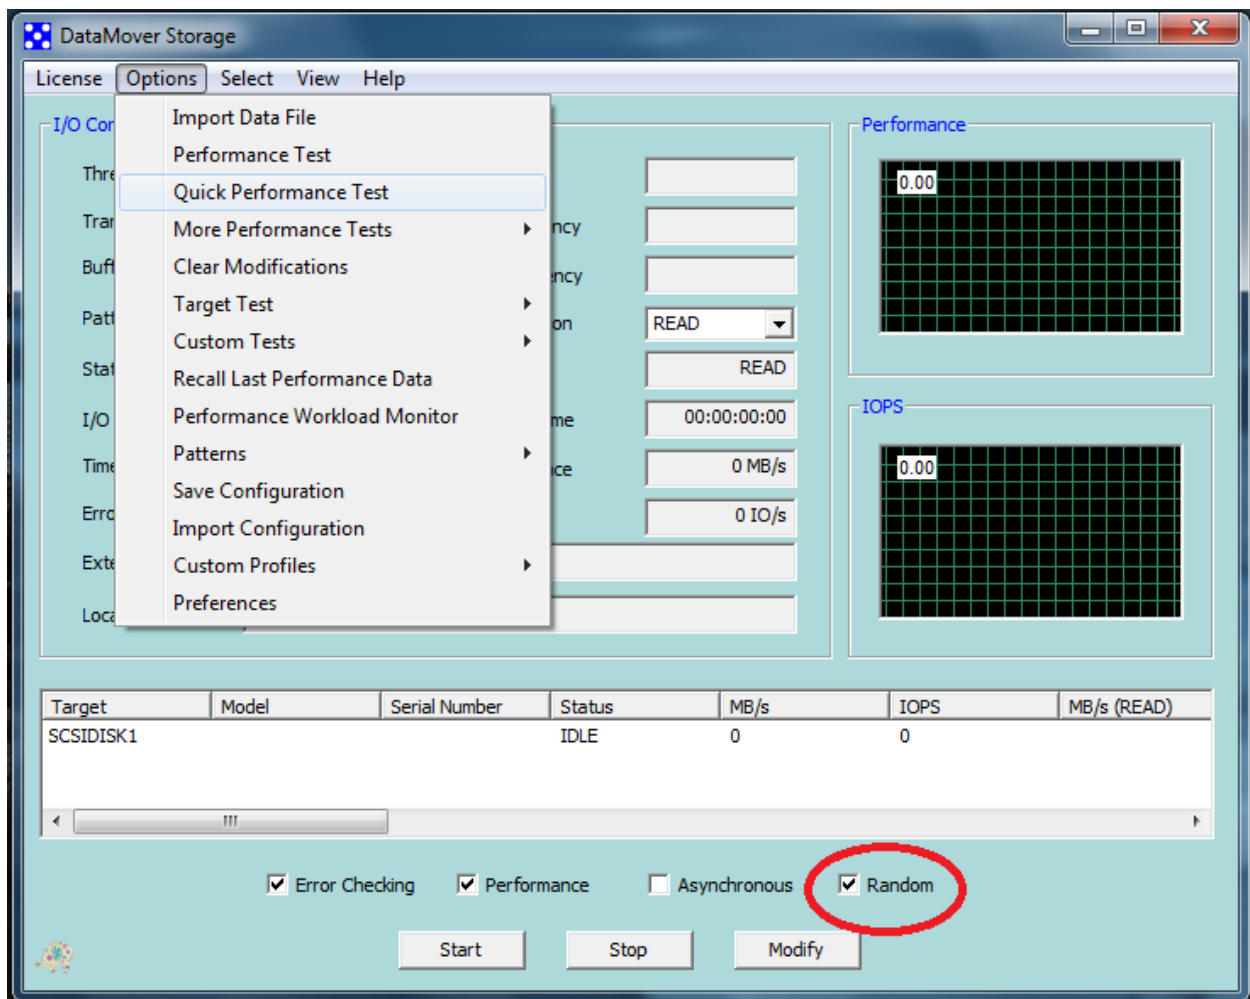 DataMover Storage
License Options Select View Help
Import Data File
Performance Test
Quick Performance Test
More Performance Tests
Clear Modifications
Target Test
Custom Tests
Recall Last Performance Data
Performance Workload Monitor
Patterns
Save Configuration
Import Configuration
Custom Profiles
Preferences
I/O Cor
Thre
Trar
ncy
Buff
ency
Patt
on READ
Stat
READ
I/O
me 00:00:00:00
Time
ce 0 MB/s
Erro
0 IO/s
Exte
Loca
Performance
0.00
IOPS
0.00
Target Model Serial Number Status MB/s IOPS MB/s (READ)
SCSIDISK1 IDLE 0 0
Error Checking Performance Asynchronous Random
Start Stop Modify